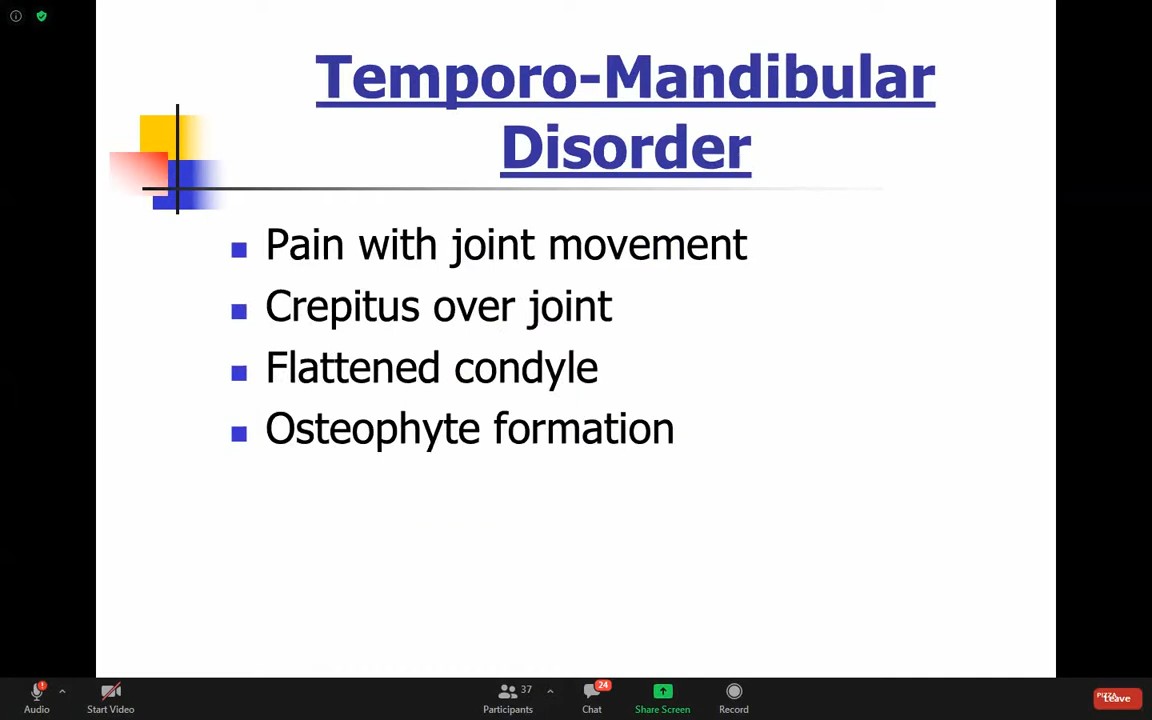 Temporo-Mandibular
Disorder
Pain with joint movement
Crepitus over joint
Flattened condyle
Osteophyte formation
Audio
Start Video
Participants
37
Chat
24
Share Screen
Record
PIZZA
Leave